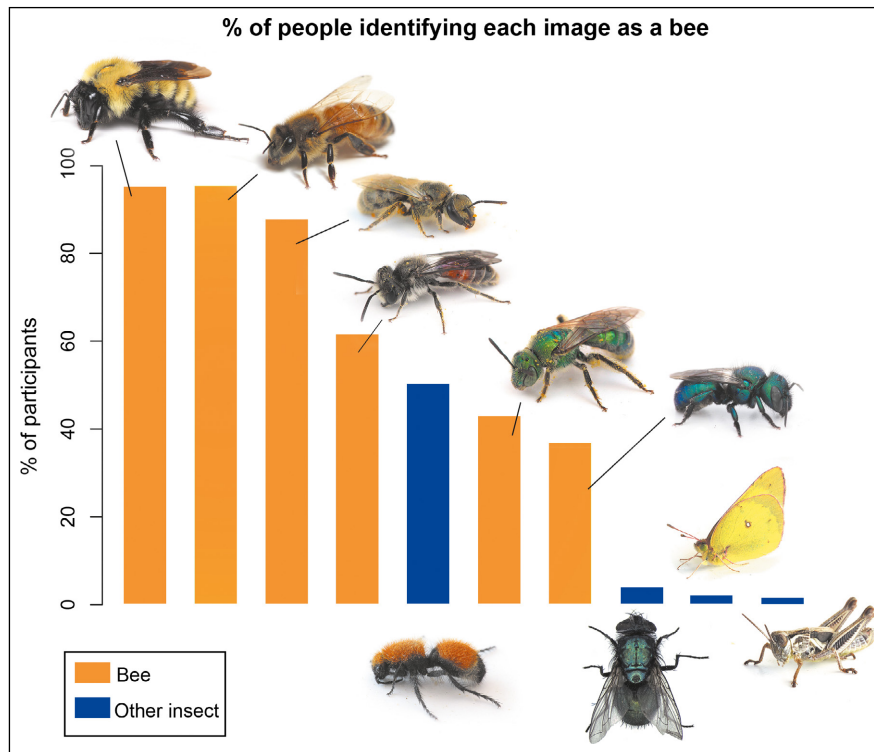 % of people identifying each image as a bee
100
80
60
40
20
0
% of participants
Bee
Other insect